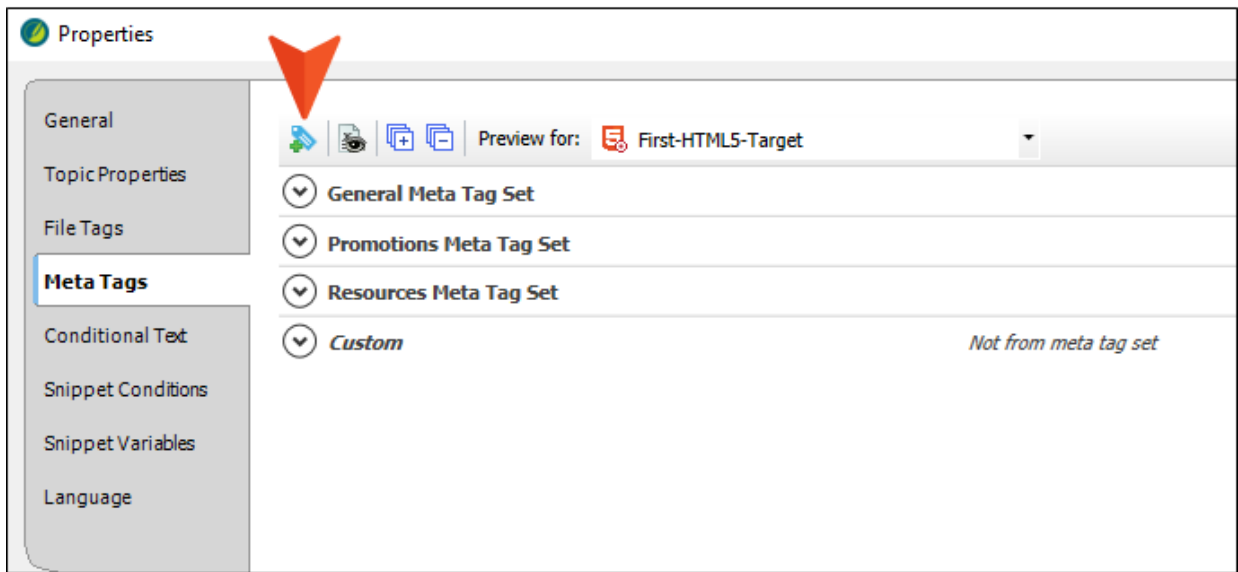 Properties
General
Topic Properties
File Tags
Meta Tags
Conditional Text
Snippet Conditions
Snippet Variables
Language
Preview for: First-HTML5-Target
General Meta Tag Set
Promotions Meta Tag Set
Resources Meta Tag Set
Custom Not from meta tag set